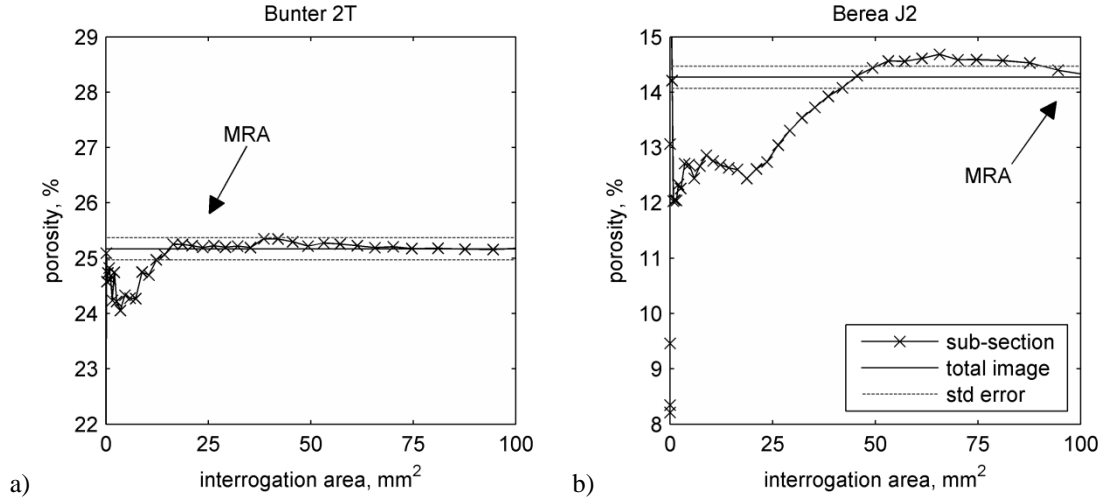 Bunter 2T
29
28
27
26
25
24
23
22
porosity, %
MRA
0 25 50 75 100
interrogation area, mm²
a)
Berea J2
15
14
13
12
11
10
9
8
porosity, %
MRA
sub-section
total image
std error
0 25 50 75 100
interrogation area, mm²
b)